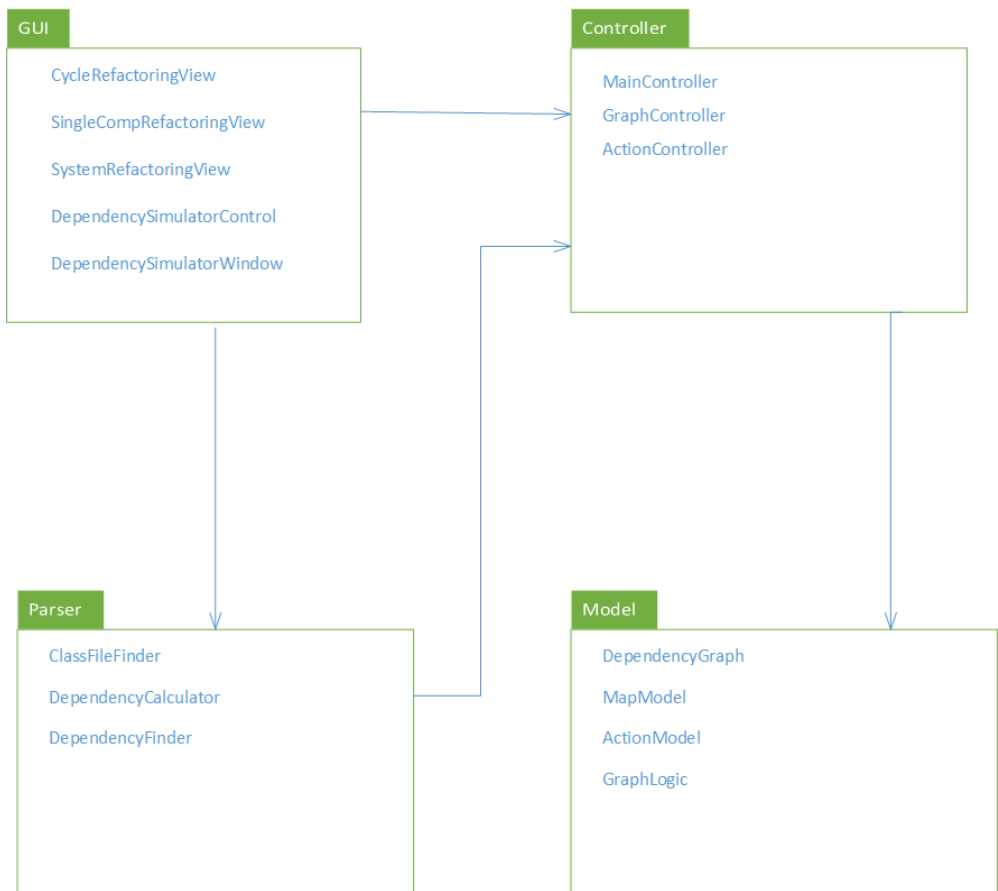 GUI
CycleRefactoringView
SingleCompRefactoringView
SystemRefactoringView
DependencySimulatorControl
DependencySimulatorWindow
Controller
MainController
GraphController
ActionController
Parser
ClassFileFinder
DependencyCalculator
DependencyFinder
Model
DependencyGraph
MapModel
ActionModel
GraphLogic